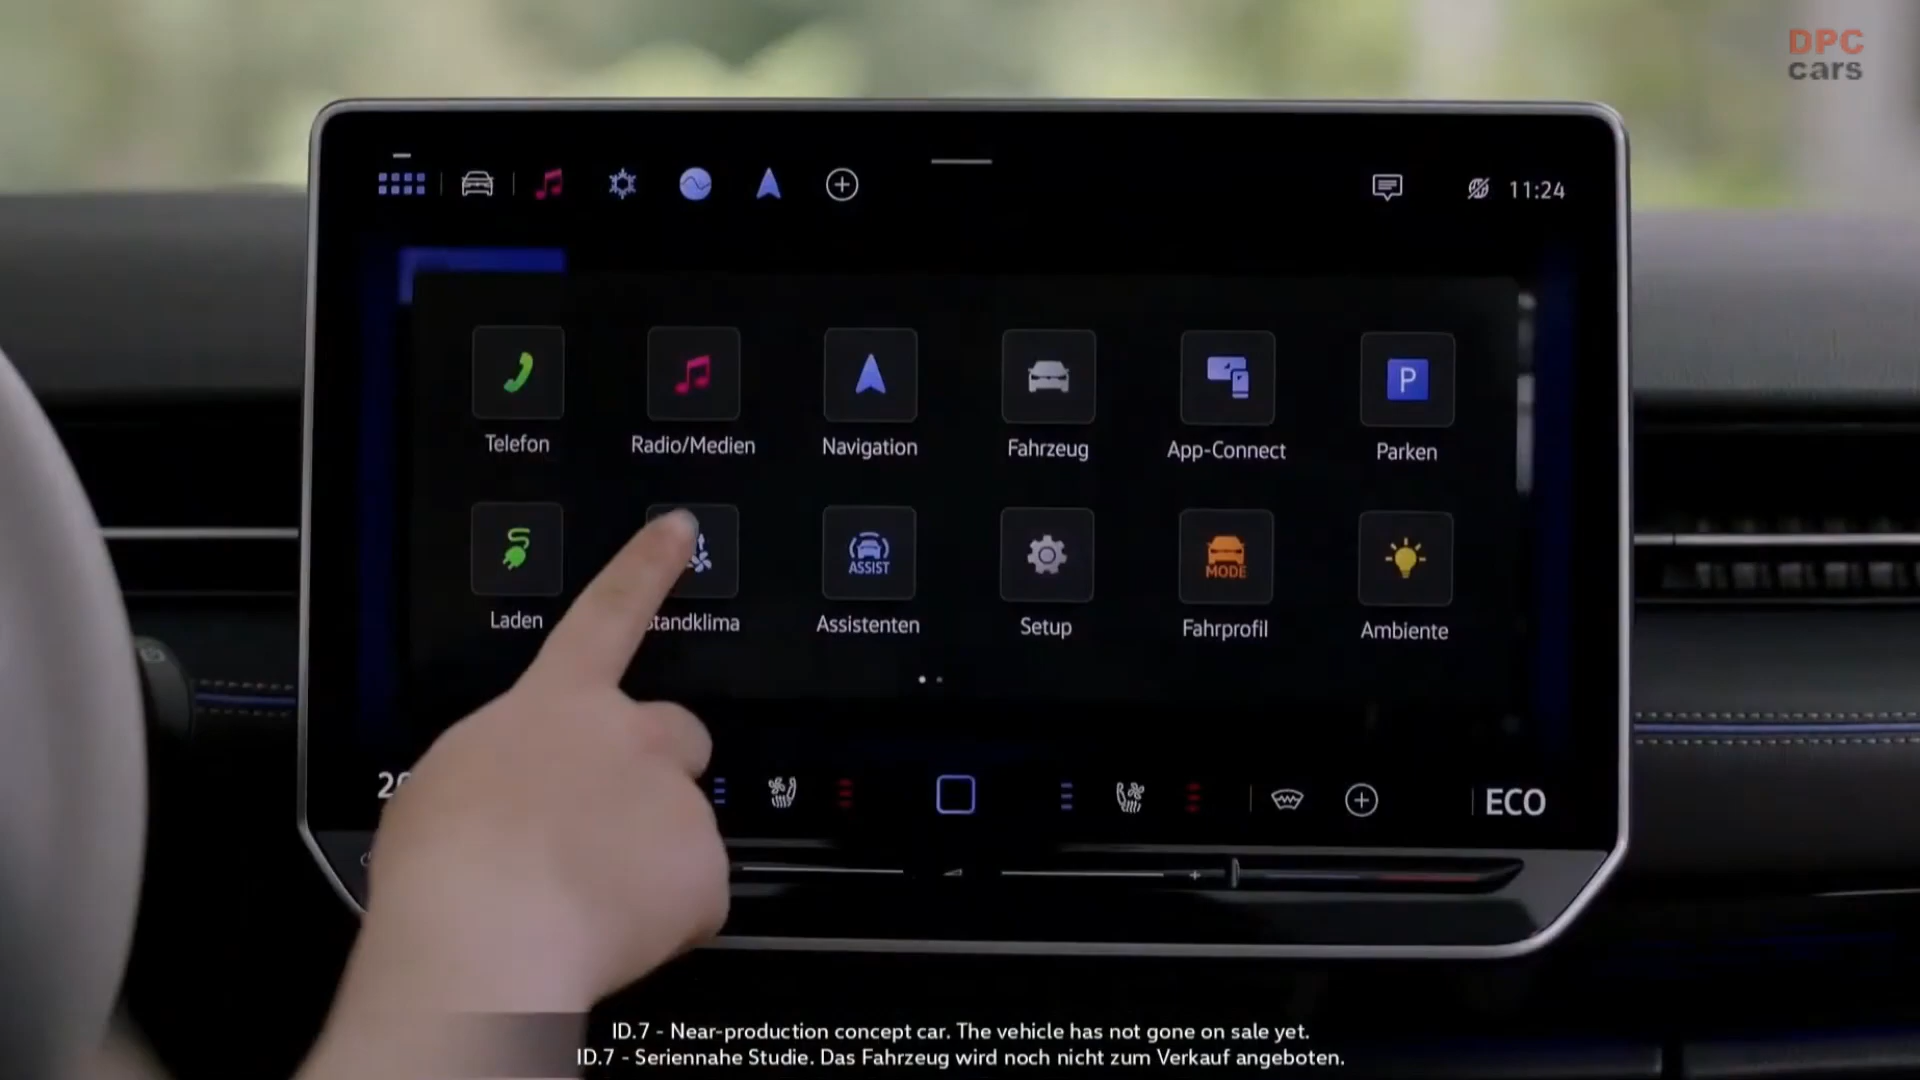 DPC
cars
11:24
Telefon
Radio/Medien
Navigation
Fahrzeug
App-Connect
P
Parken
Laden
Standklima
ASSIST
Assistenten
Setup
MODE
Fahrprofil
Ambiente
ECO
ID.7 - Near-production concept car. The vehicle has not gone on sale yet.
ID.7 - Seriennahe Studie. Das Fahrzeug wird noch nicht zum Verkauf angeboten.